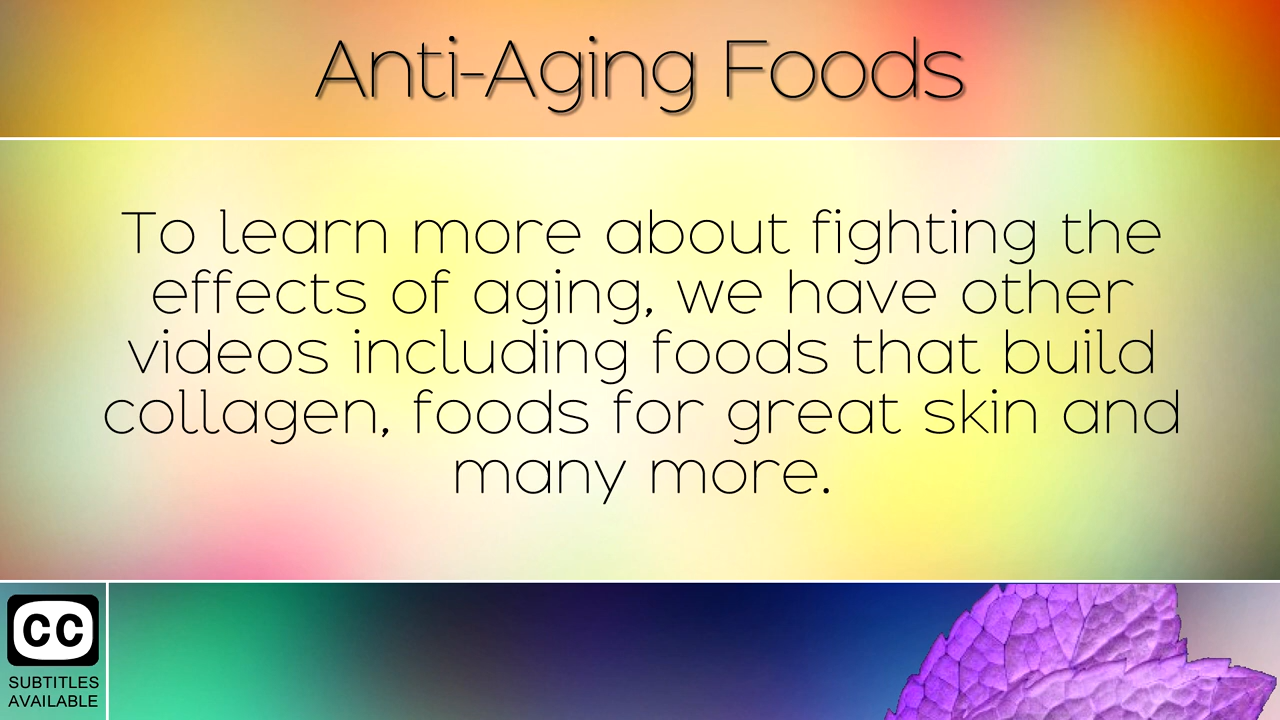 Anti-Aging Foods
To learn more about fighting the
effects of aging, we have other
videos including foods that build
collagen, foods for great skin and
many more.
CC
SUBTITLES
AVAILABLE